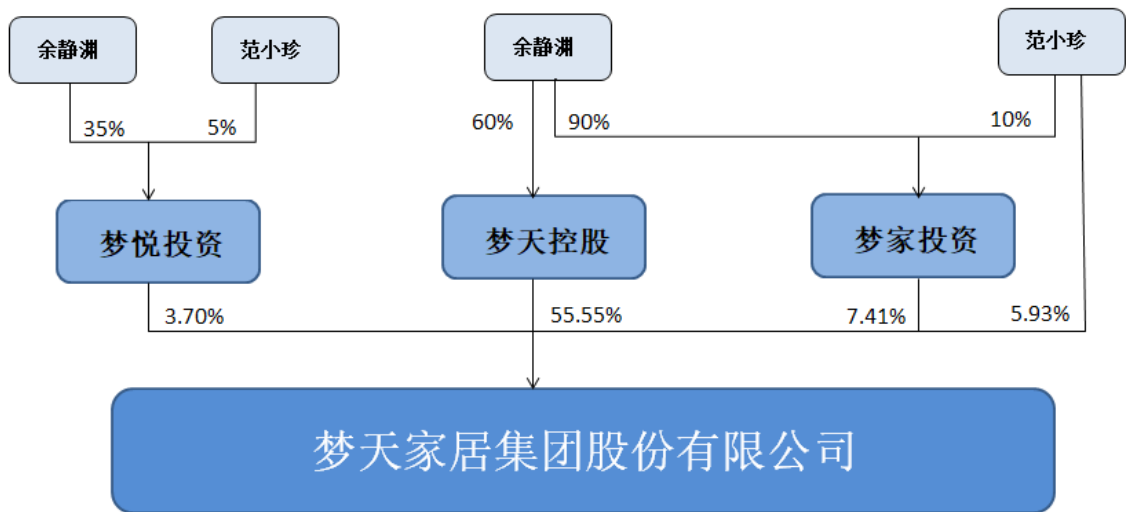 余静渊
范小珍
余静渊
范小珍
35%
5%
60%
90%
10%
梦悦投资
梦天控股
梦家投资
3.70%
55.55%
7.41%
5.93%
梦天家居集团股份有限公司